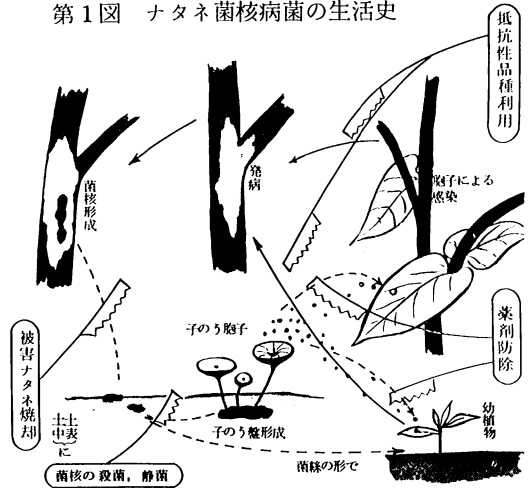 第1図 ナタネ菌核病菌の生活史
抵抗性品種利用
胞子による
感染
発病
菌核形成
子のう胞子
薬剤防除
被害ナタネ焼却
子のう盤形成
幼植物
土表
土中に
菌絲の形で
菌核の殺菌，静菌